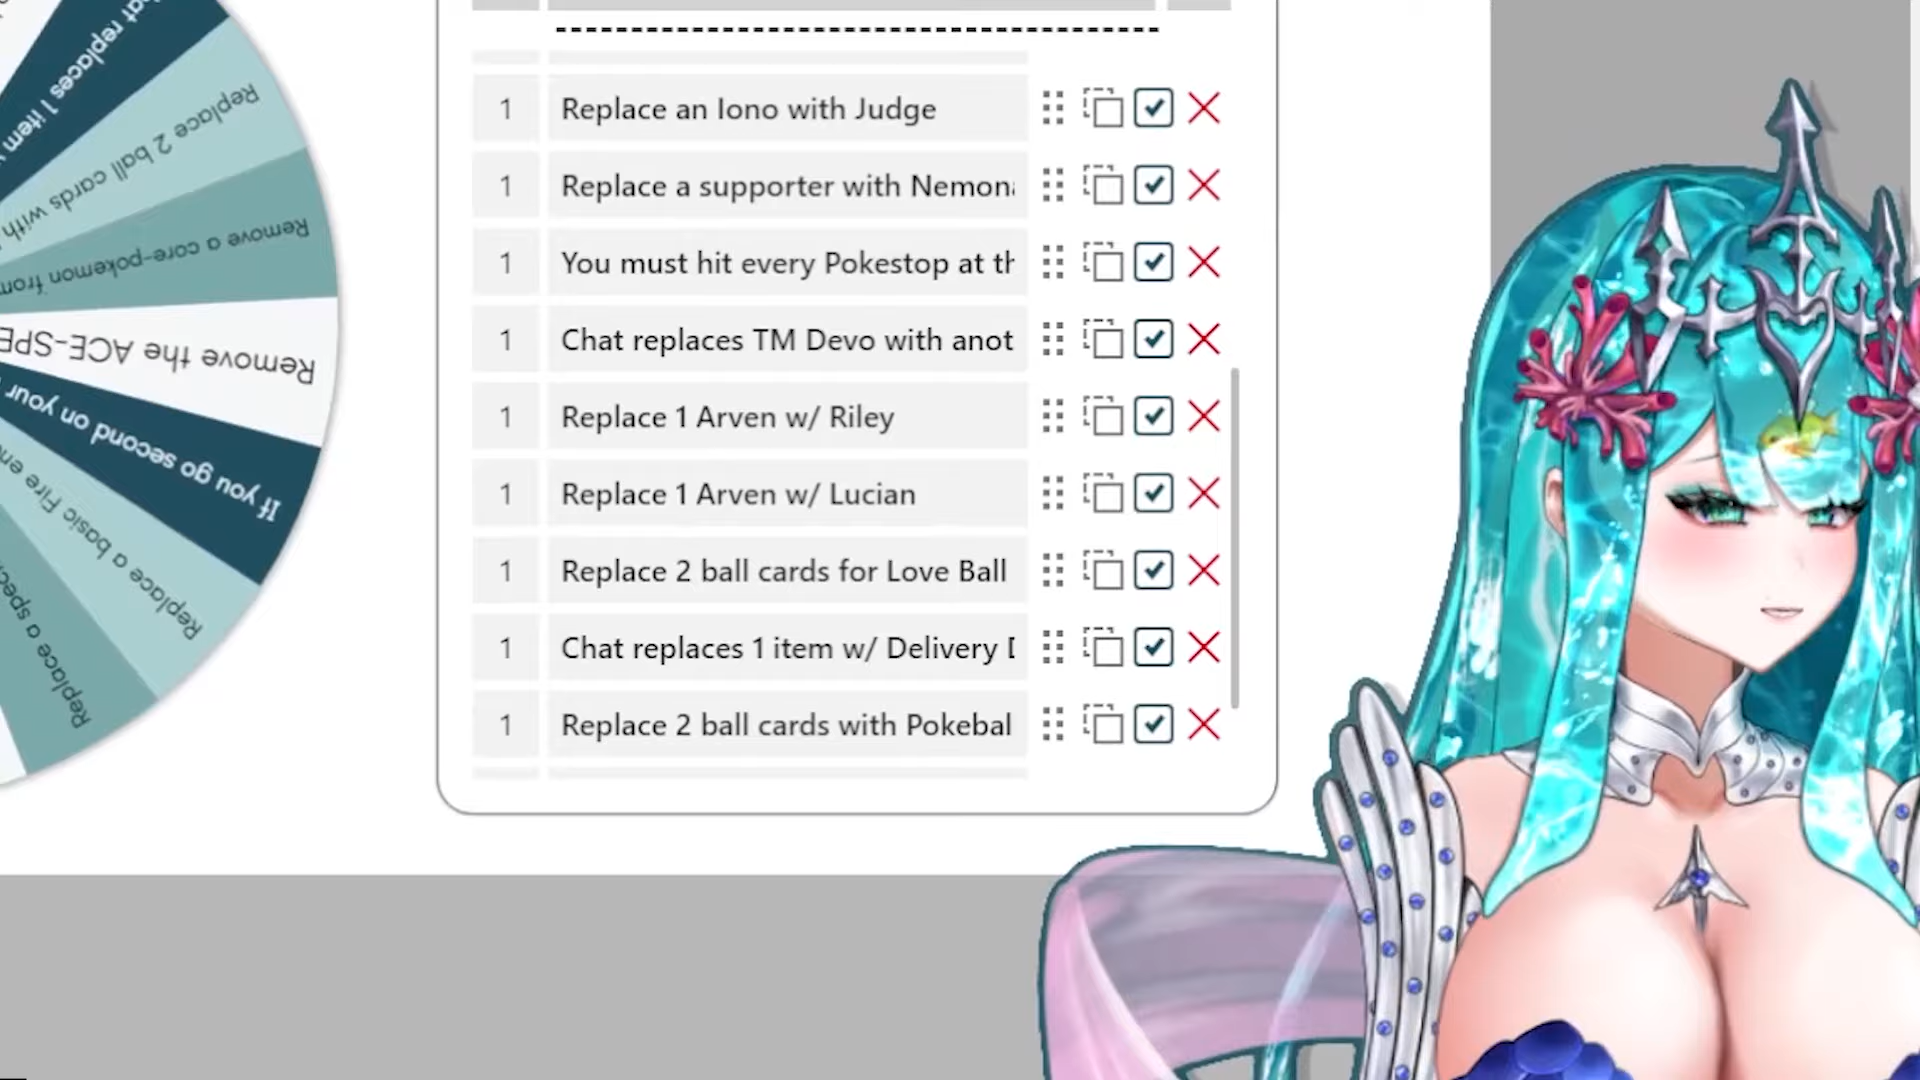 hat replaces 1 item
Replace 2 ball cards with
Remove a core-pokemon from
Remove the ACE-SPE
If you go second on your
Replace a basic Fire en
Replace a spec
1 Replace an Iono with Judge
1 Replace a supporter with Nemona
1 You must hit every Pokestop at th
1 Chat replaces TM Devo with anot
1 Replace 1 Arven w/ Riley
1 Replace 1 Arven w/ Lucian
1 Replace 2 ball cards for Love Ball
1 Chat replaces 1 item w/ Delivery D
1 Replace 2 ball cards with Pokebal